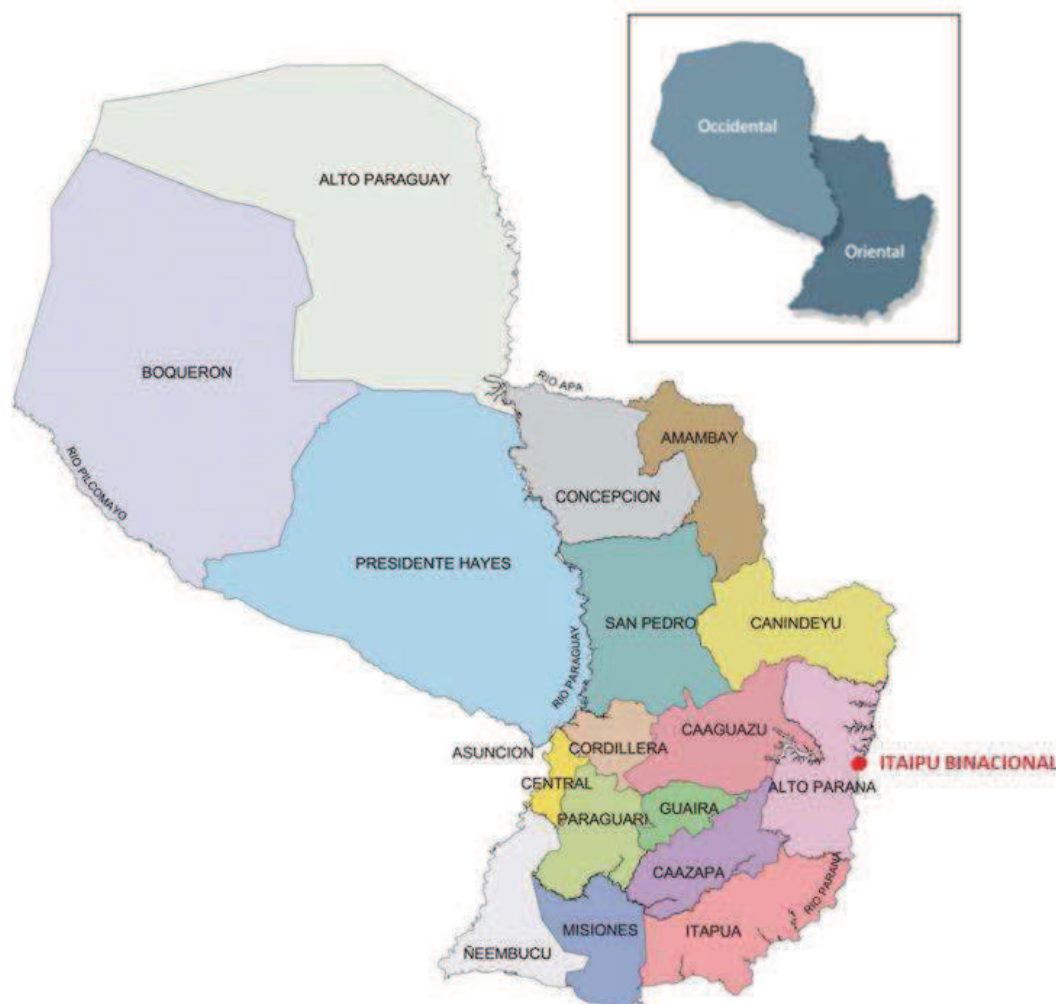 Occidental
Oriental
ALTO PARAGUAY
BOQUERON
RIO PILCOMAYO
PRESIDENTE HAYES
RIO APA
AMAMBAY
CONCEPCION
SAN PEDRO
CANINDEYU
RIO PARAGUAY
ASUNCION
CORDILLERA
CAAGUAZU
ITAIPU BINACIONAL
CENTRAL
ALTO PARANA
PARAGUARI
GUAIRA
CAAZAPA
RIO PARANA
MISIONES
ITAPUA
ÑEEMBUCU